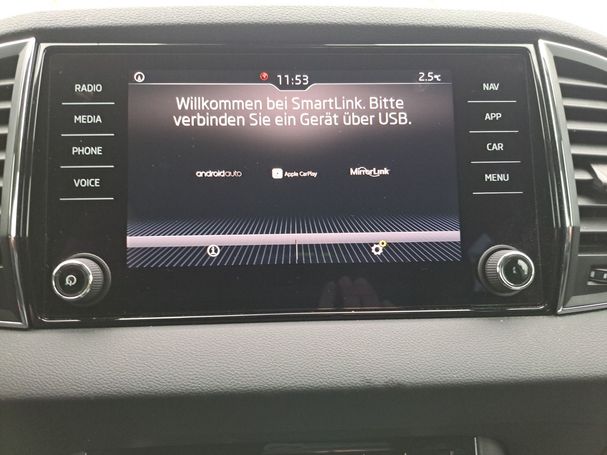 11:53
2.5°C
RADIO
MEDIA
PHONE
VOICE
Willkommen bei SmartLink. Bitte
verbinden Sie ein Gerät über USB.
androidauto
Apple CarPlay
MirrorLink
NAV
APP
CAR
MENU